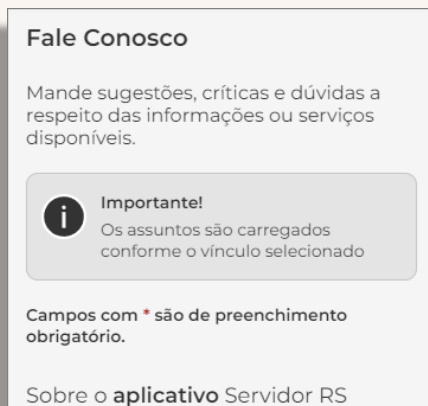 Fale Conosco
Mande sugestões, críticas e dúvidas a
respeito das informações ou serviços
disponíveis.
Importante!
Os assuntos são carregados
conforme o vínculo selecionado
Campos com * são de preenchimento
obrigatório.
Sobre o aplicativo Servidor RS